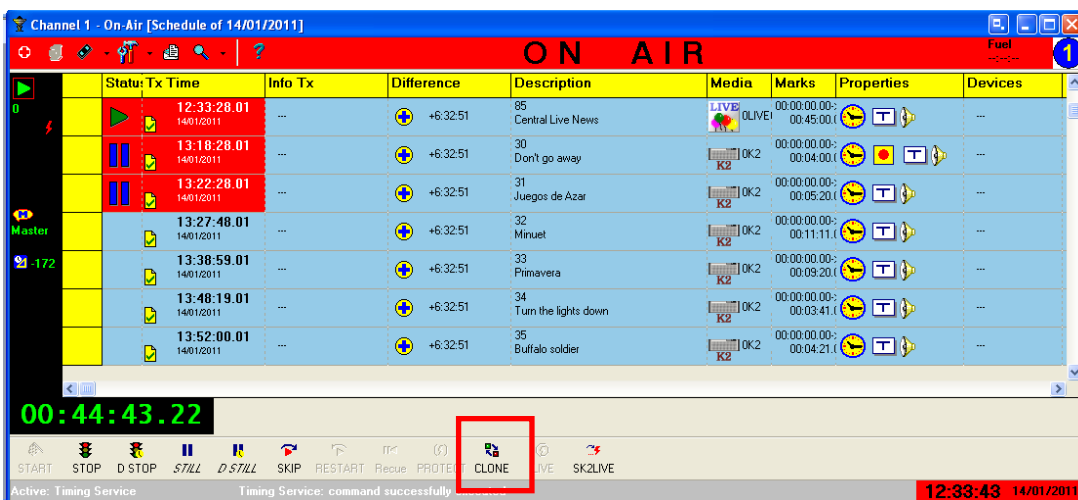 Channel 1 - On-Air [Schedule of 14/01/2011]
ON AIR
Fuel
--:--:--
1
Status Tx Time Info Tx Difference Description Media Marks Properties Devices
0
12:33:28.01 14/01/2011 --- +6:32:51 85 Central Live News LIVE 0LIVE 00:00:00.00- 00:45:00.0 T ---
13:18:28.01 14/01/2011 --- +6:32:51 30 Don't go away K2 0K2 00:00:00.00- 00:04:00.0 T ---
13:22:28.01 14/01/2011 --- +6:32:51 31 Juegos de Azar K2 0K2 00:00:00.00- 00:05:20.0 T ---
Master
13:27:48.01 14/01/2011 --- +6:32:51 32 Minuet K2 0K2 00:00:00.00- 00:11:11.0 T ---
-172
13:38:59.01 14/01/2011 --- +6:32:51 33 Primavera K2 0K2 00:00:00.00- 00:09:20.0 T ---
13:48:19.01 14/01/2011 --- +6:32:51 34 Turn the lights down K2 0K2 00:00:00.00- 00:03:41.0 T ---
13:52:00.01 14/01/2011 --- +6:32:51 35 Buffalo soldier K2 0K2 00:00:00.00- 00:04:21.0 T ---
00:44:43.22
START STOP D STOP STILL D STILL SKIP RESTART Recue PROTECT CLONE LIVE SK2LIVE
Active: Timing Service Timing Service: command successfully executed 12:33:43 14/01/2011